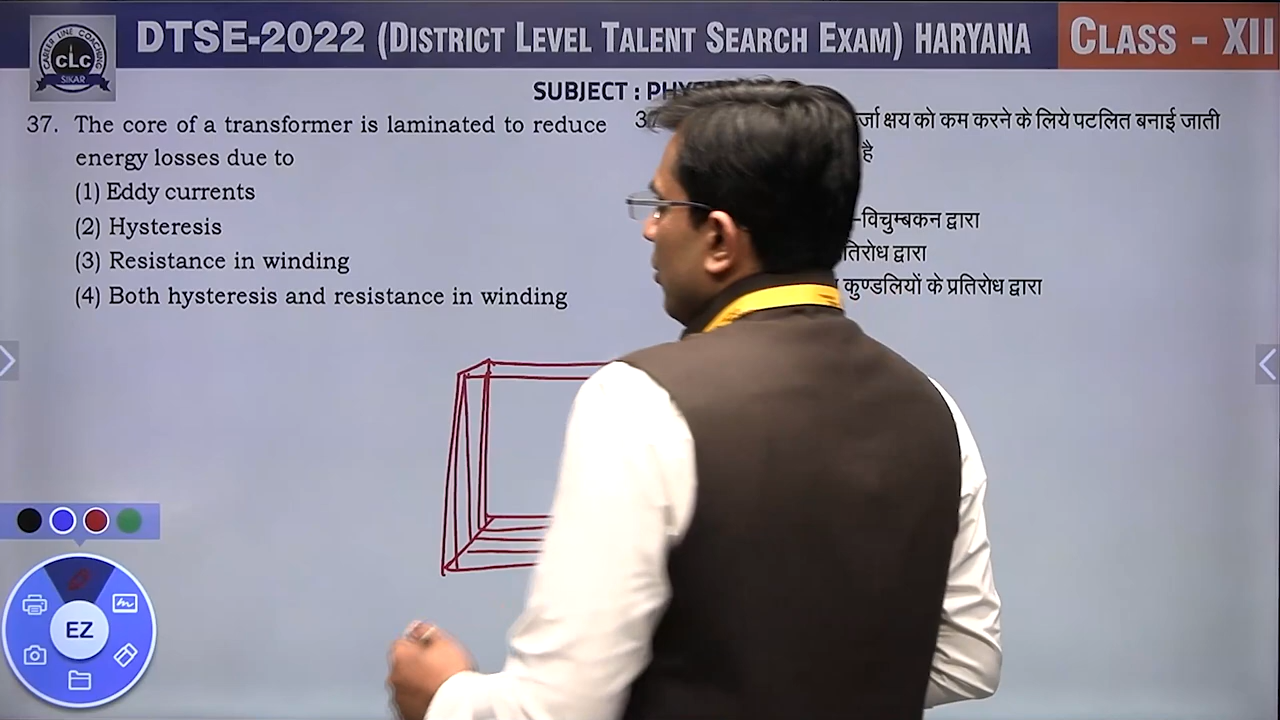 CAREER LINE COACHING
CLC
SIKAR
DTSE-2022 (DISTRICT LEVEL TALENT SEARCH EXAM) HARYANA
CLASS - XII
SUBJECT :
37. The core of a transformer is laminated to reduce
energy losses due to
(1) Eddy currents
(2) Hysteresis
(3) Resistance in winding
(4) Both hysteresis and resistance in winding
क्षय को कम करने के लिये पटलित बनाई जाती
है
-विचुम्बकन द्वारा
द्वारा
कुण्डलियों के प्रतिरोध द्वारा
EZ